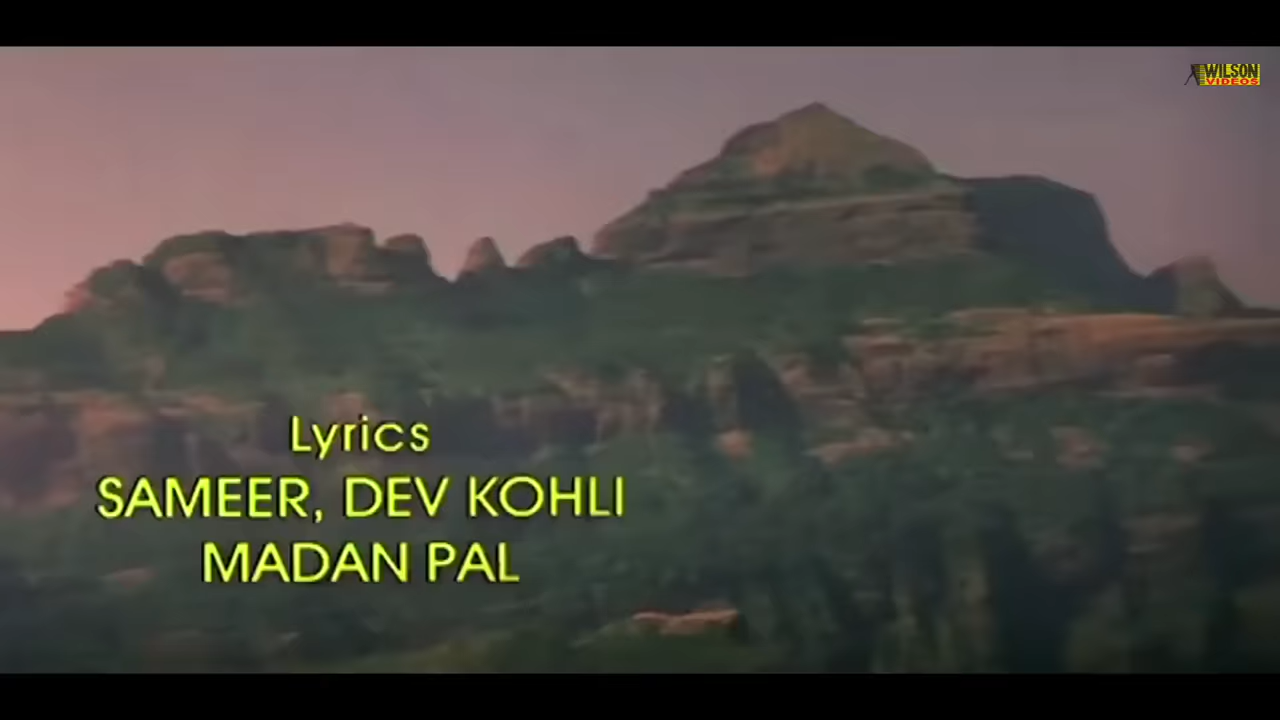 WILSON
VIDEOS
Lyrics
SAMEER, DEV KOHLI
MADAN PAL